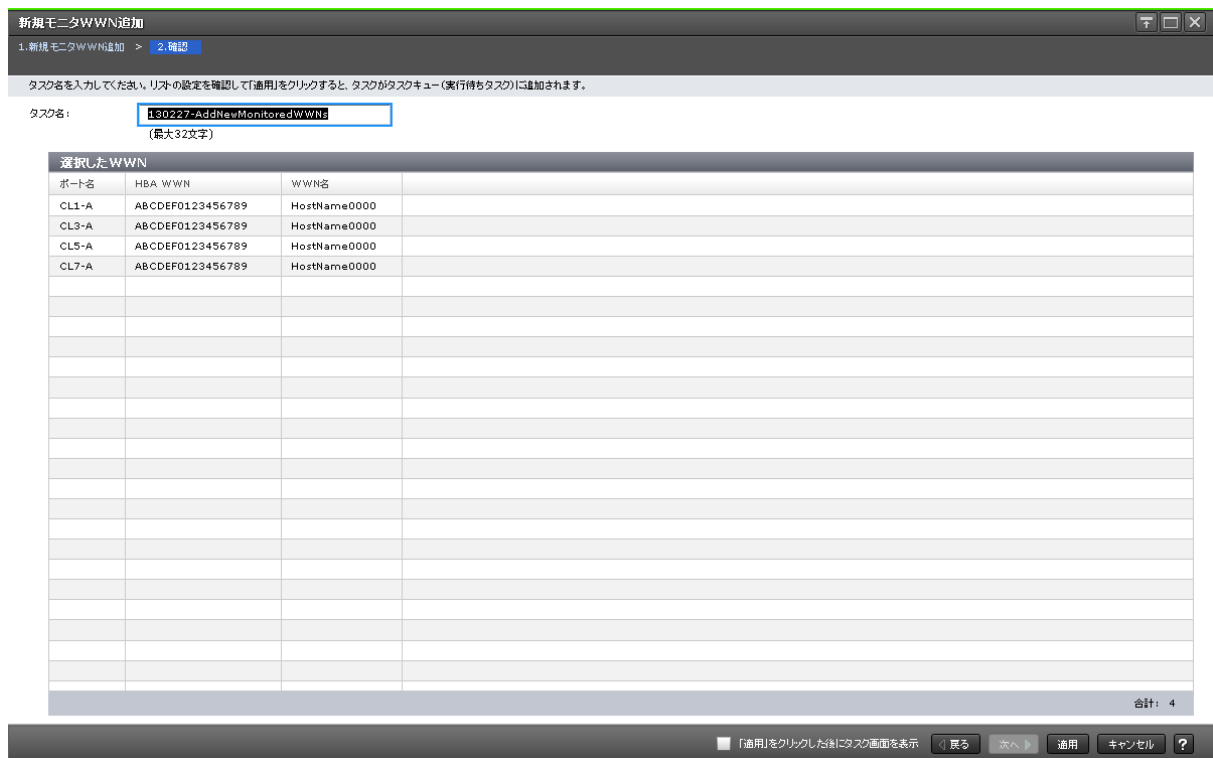 新規モニタWWN追加
1.新規モニタWWN追加 > 2.確認
タスク名を入力してください。リストの設定を確認して「適用」をクリックすると、タスクがタスクキュー(実行待ちタスク)に追加されます。
タスク名: 130227-AddNewMonitoredWWNs
(最大32文字)
選択したWWN
ポート名 HBA WWN WWN名
CL1-A ABCDEF0123456789 HostName0000
CL3-A ABCDEF0123456789 HostName0000
CL5-A ABCDEF0123456789 HostName0000
CL7-A ABCDEF0123456789 HostName0000
合計: 4
「適用」をクリックした後にタスク画面を表示 戻る 次へ 適用 キャンセル ?